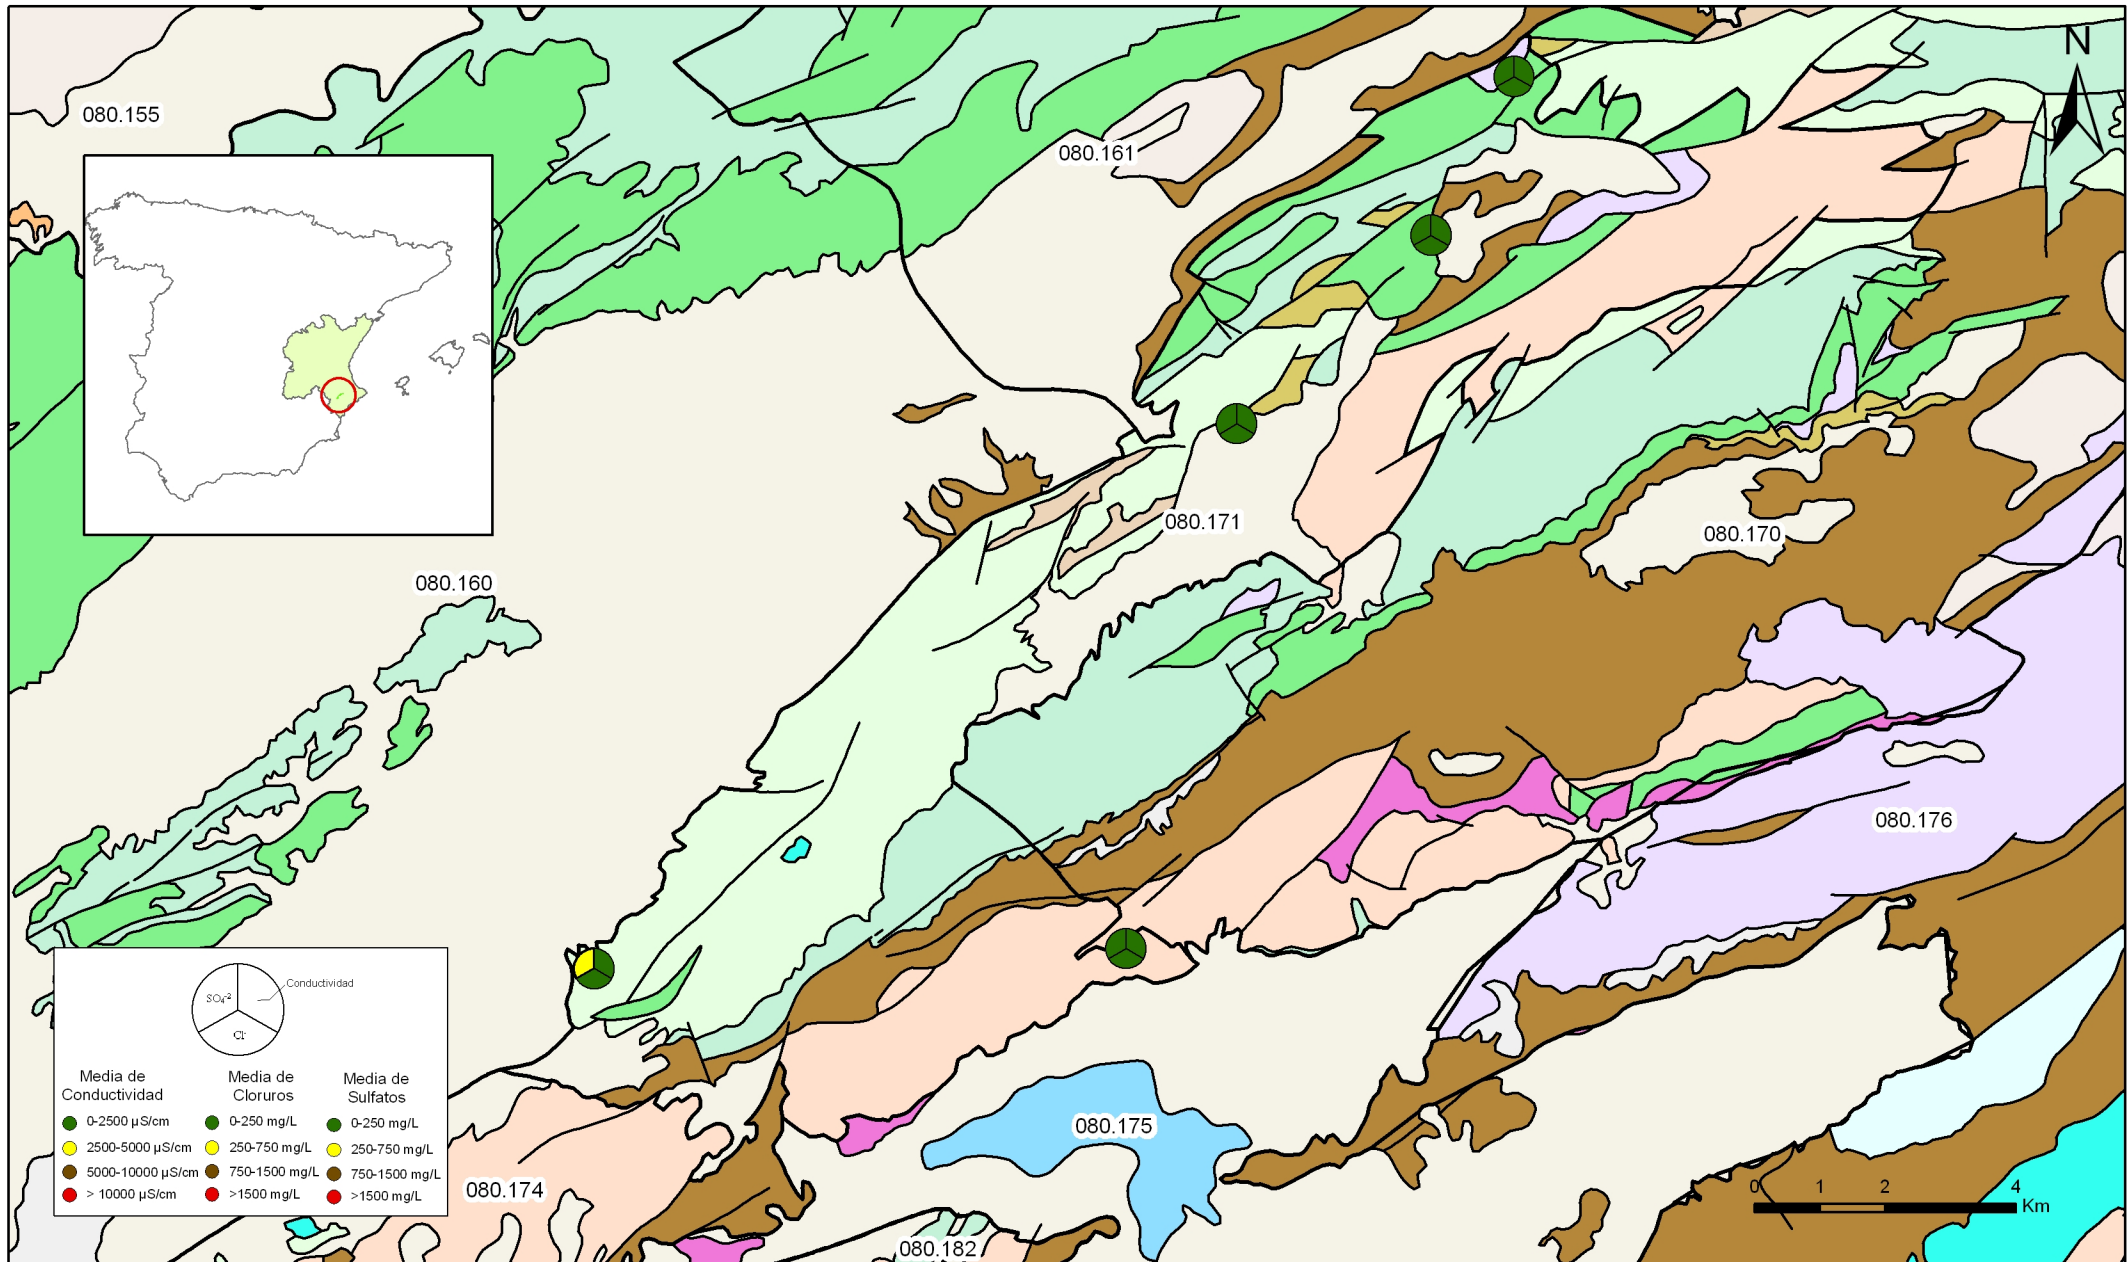 N
080.155
080.161
080.171
080.170
080.160
080.176
080.175
080.174
080.182
SO₄⁻²
Conductividad
Cl⁻
Media de
Conductividad
0-2500 µS/cm
2500-5000 µS/cm
5000-10000 µS/cm
> 10000 µS/cm
Media de
Cloruros
0-250 mg/L
250-750 mg/L
750-1500 mg/L
>1500 mg/L
Media de
Sulfatos
0-250 mg/L
250-750 mg/L
750-1500 mg/L
>1500 mg/L
0 1 2 4
Km